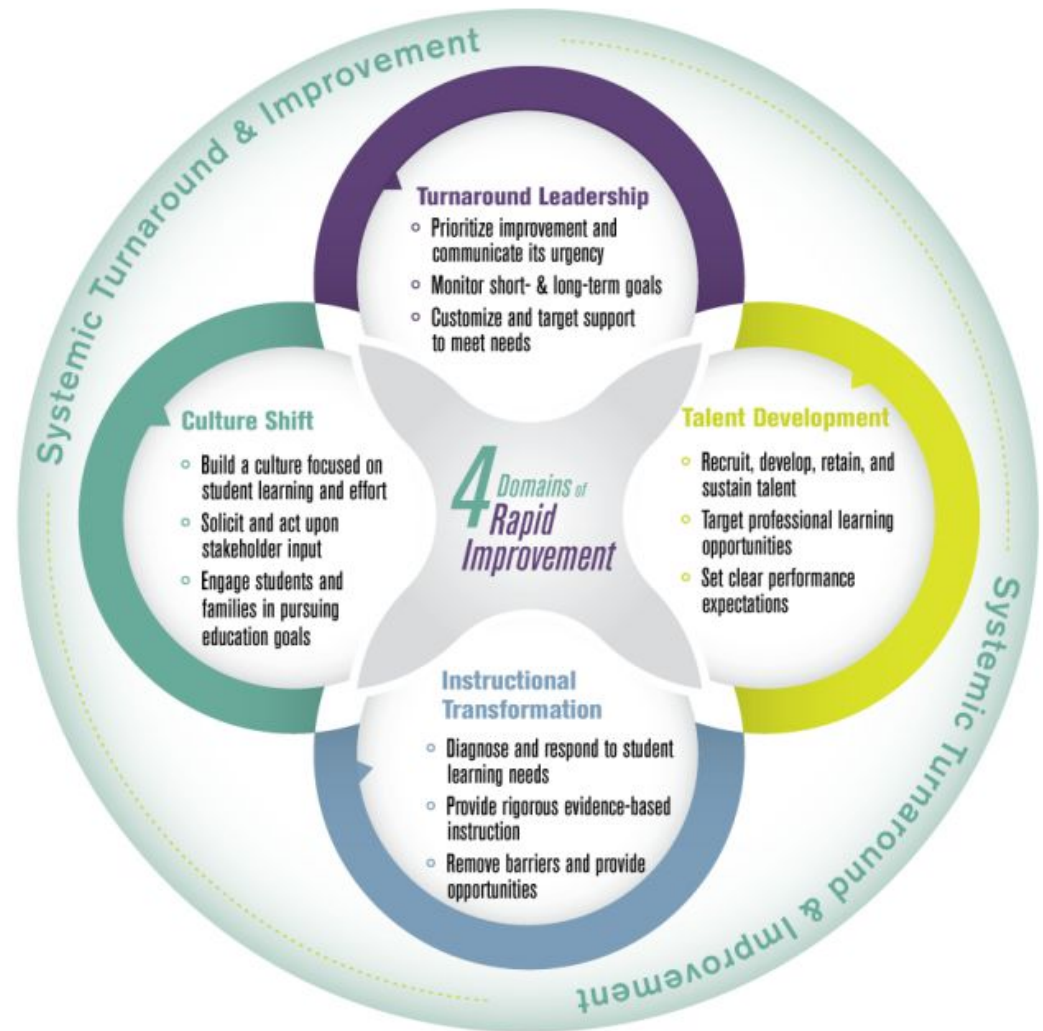 Systemic Turnaround & Improvement
Turnaround Leadership
Prioritize improvement and
communicate its urgency
Monitor short- & long-term goals
Customize and target support
to meet needs
Culture Shift
Build a culture focused on
student learning and effort
Solicit and act upon
stakeholder input
Engage students and
families in pursuing
education goals
4 Domains of
Rapid
Improvement
Talent Development
Recruit, develop, retain, and
sustain talent
Target professional learning
opportunities
Set clear performance
expectations
Instructional
Transformation
Diagnose and respond to student
learning needs
Provide rigorous evidence-based
instruction
Remove barriers and provide
opportunities
Systemic Turnaround & Improvement